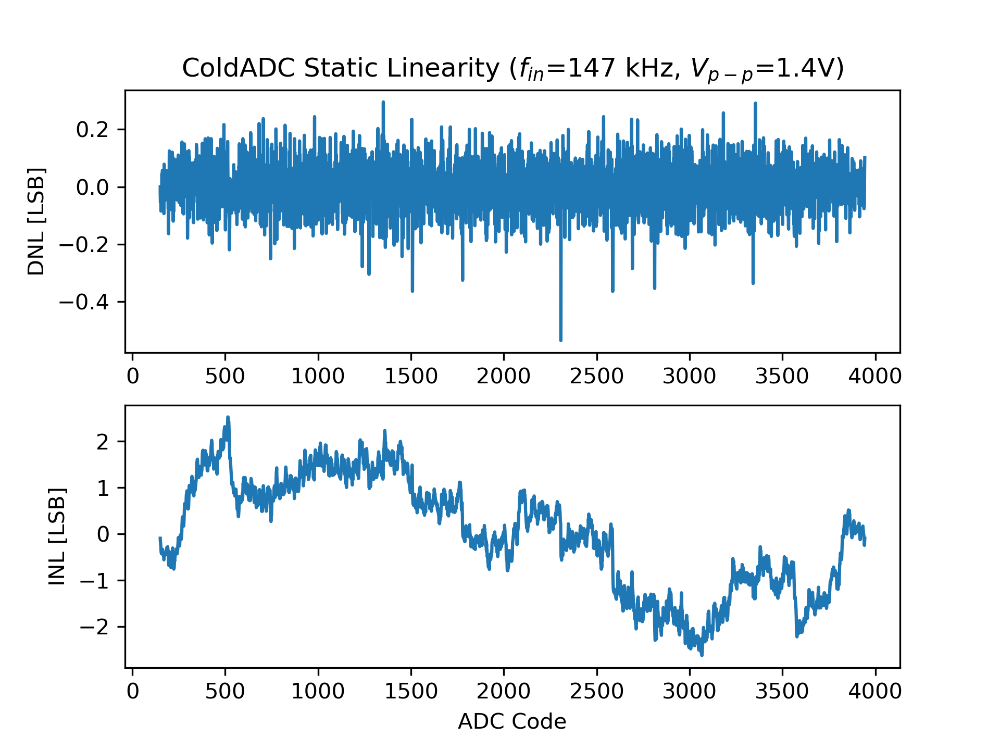 ColdADC Static Linearity (f_in=147 kHz, V_p−p=1.4V)
DNL [LSB]
0.2
0.0
−0.2
−0.4
0 500 1000 1500 2000 2500 3000 3500 4000
INL [LSB]
2
1
0
−1
−2
0 500 1000 1500 2000 2500 3000 3500 4000
ADC Code